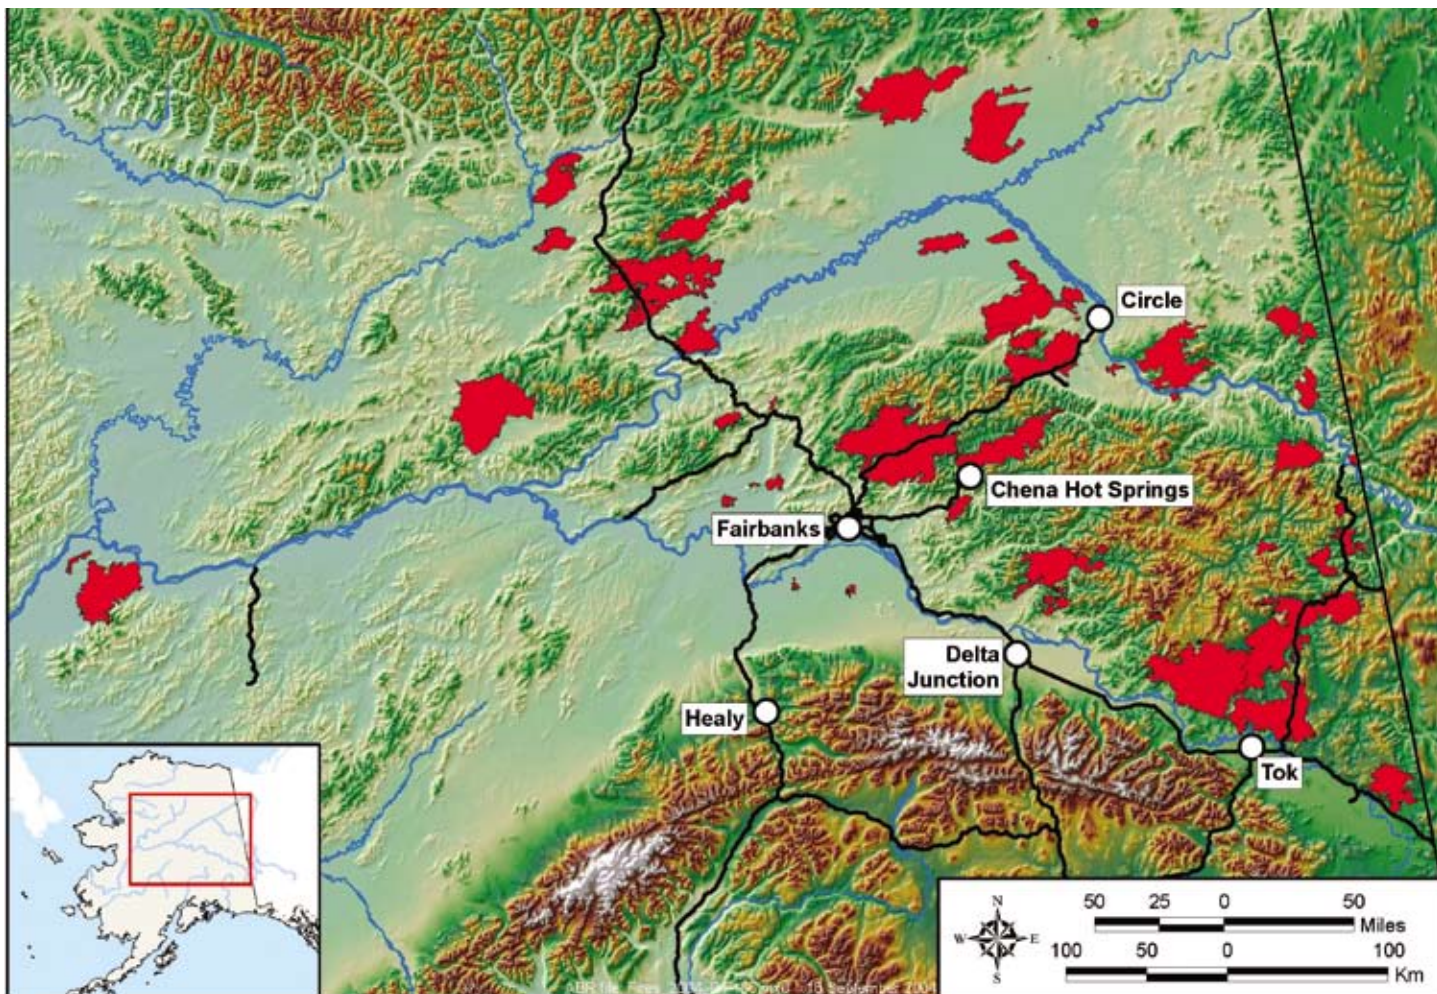 Circle
Chena Hot Springs
Fairbanks
Delta
Junction
Healy
Tok
N
W E
S
50 25 0 50
Miles
100 50 0 100
Km